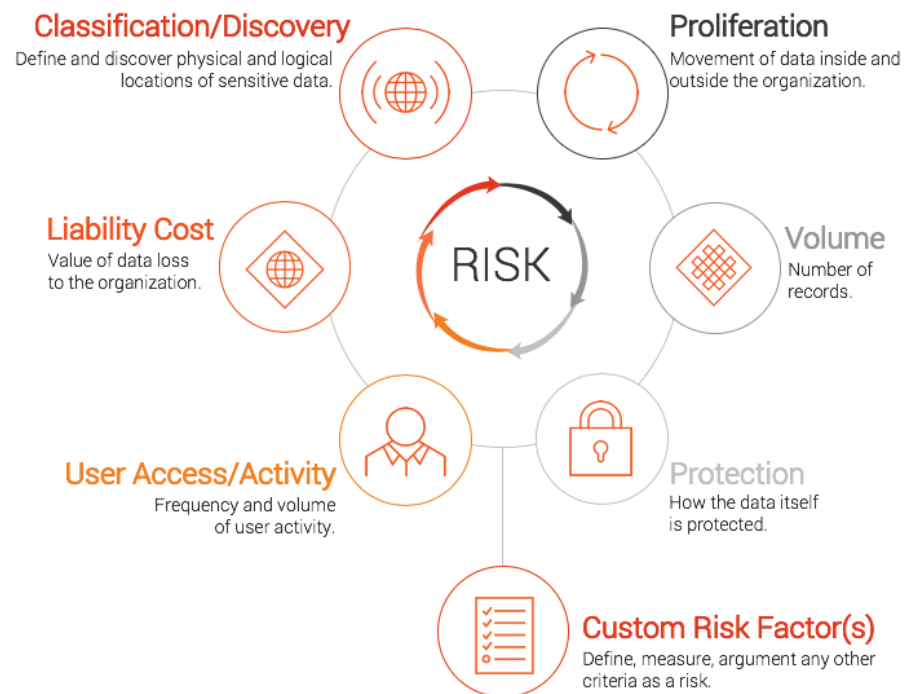 Classification/Discovery
Define and discover physical and logical
locations of sensitive data.
Proliferation
Movement of data inside and
outside the organization.
Liability Cost
Value of data loss
to the organization.
RISK
Volume
Number of
records.
User Access/Activity
Frequency and volume
of user activity.
Protection
How the data itself
is protected.
Custom Risk Factor(s)
Define, measure, argument any other
criteria as a risk.